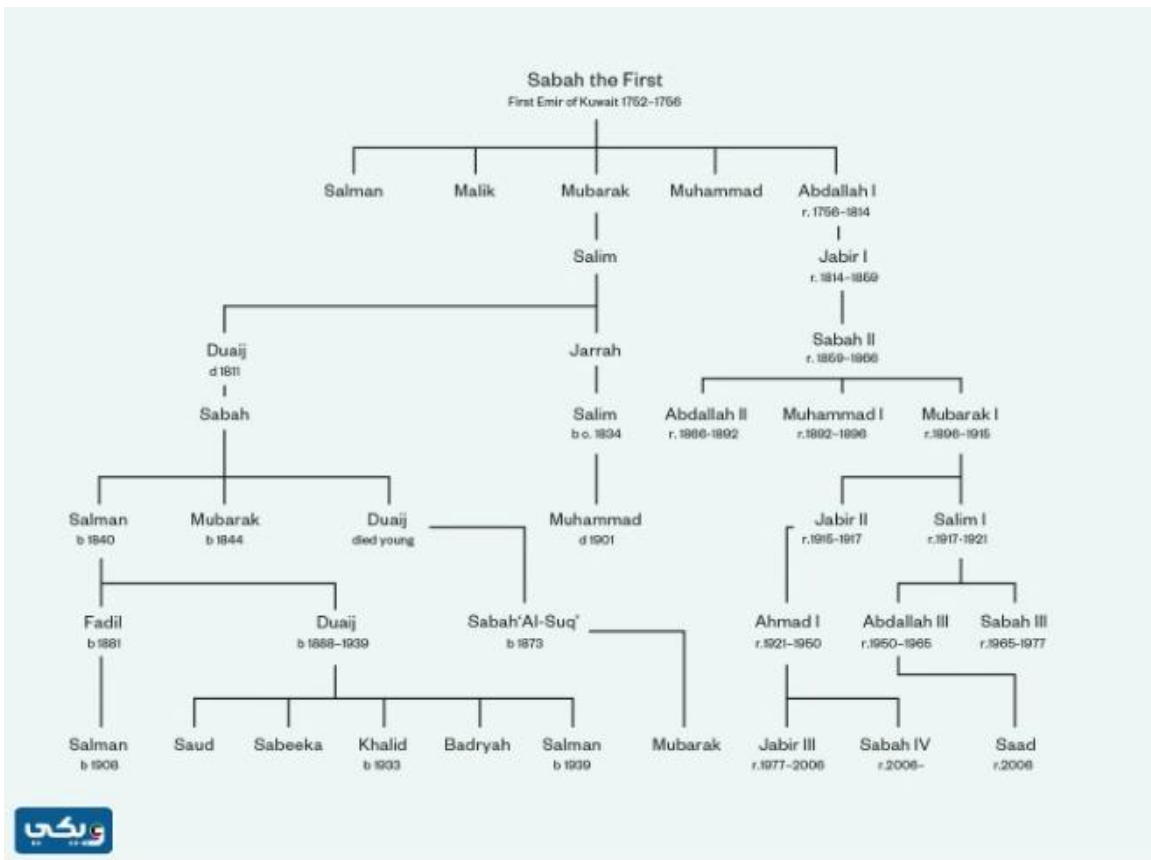 Sabah the First
First Emir of Kuwait 1752–1756
Salman Malik Mubarak Muhammad Abdallah I
r. 1756–1814
Salim Jabir I
r. 1814–1859
Sabah II
r. 1859–1866
Duaij Jarrah
d 1811
Sabah Salim Abdallah II Muhammad I Mubarak I
b c. 1834 r. 1866-1892 r.1892–1896 r.1896–1915
Salman Mubarak Duaij Muhammad Jabir II Salim I
b 1840 b 1844 died young d 1901 r.1915-1917 r.1917-1921
Fadil Duaij Sabah‘Al-Suq’ Ahmad I Abdallah III Sabah III
b 1881 b 1888–1939 b 1873 r.1921–1950 r.1950–1965 r.1965-1977
Salman Saud Sabeeka Khalid Badryah Salman Mubarak Jabir III Sabah IV Saad
b 1908 b 1933 b 1939 r.1977–2006 r.2006– r.2006
ويكي